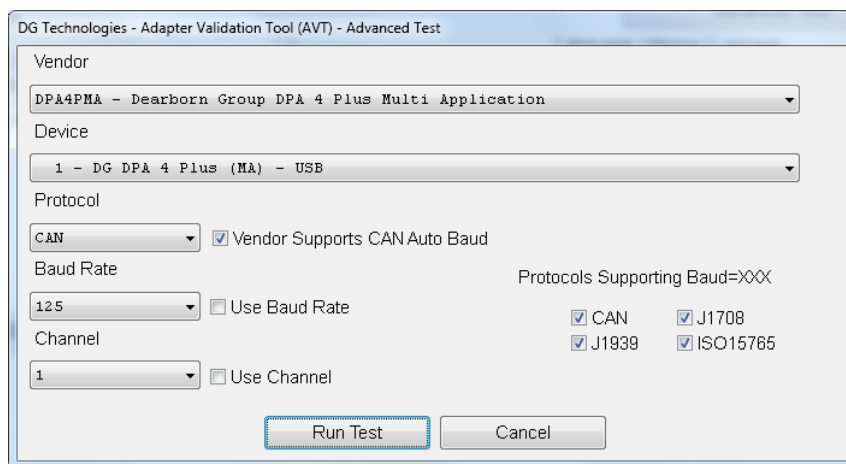 DG Technologies - Adapter Validation Tool (AVT) - Advanced Test
Vendor
DPA4PMA - Dearborn Group DPA 4 Plus Multi Application
Device
1 - DG DPA 4 Plus (MA) - USB
Protocol
CAN
Vendor Supports CAN Auto Baud
Baud Rate
125
Use Baud Rate
Protocols Supporting Baud=XXX
CAN
J1708
J1939
ISO15765
Channel
1
Use Channel
Run Test
Cancel